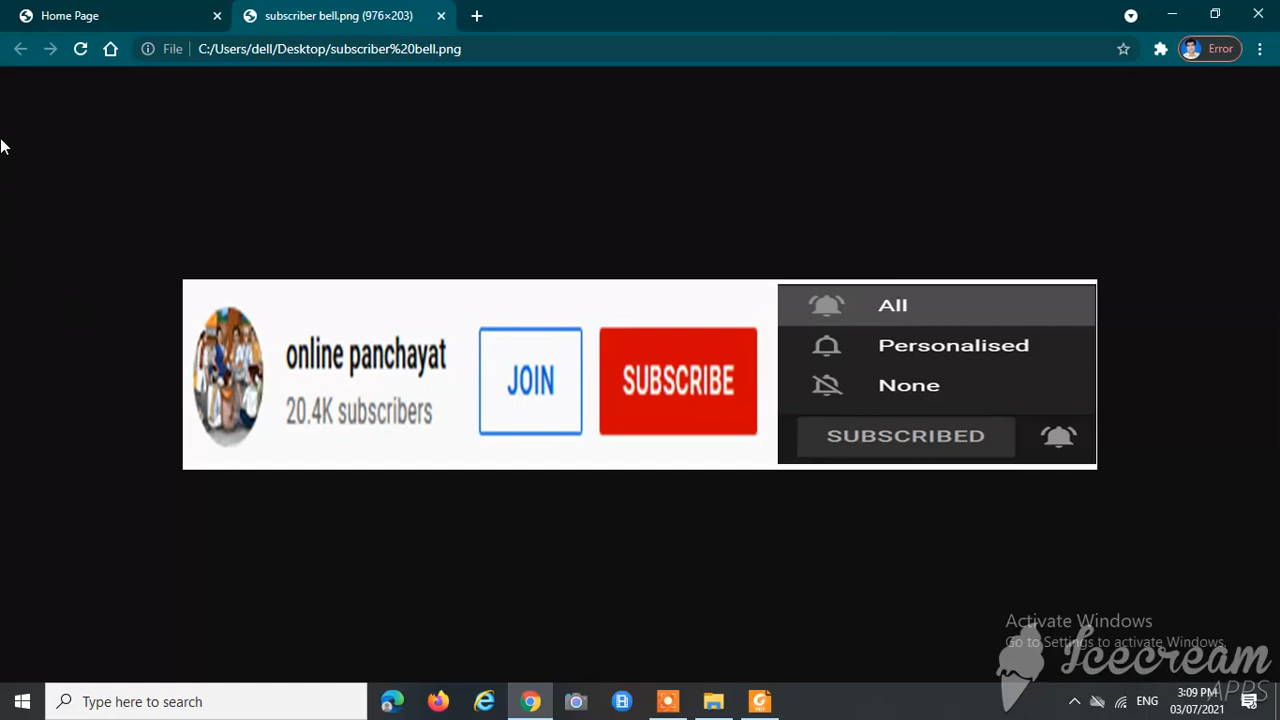 Home Page
subscriber bell.png (976×203)
File
C:/Users/dell/Desktop/subscriber%20bell.png
Error
online panchayat
20.4K subscribers
JOIN
SUBSCRIBE
All
Personalised
None
SUBSCRIBED
Activate Windows
Go to Settings to activate Windows.
Icecream
APPS
Type here to search
ENG
3:09 PM
03/07/2021